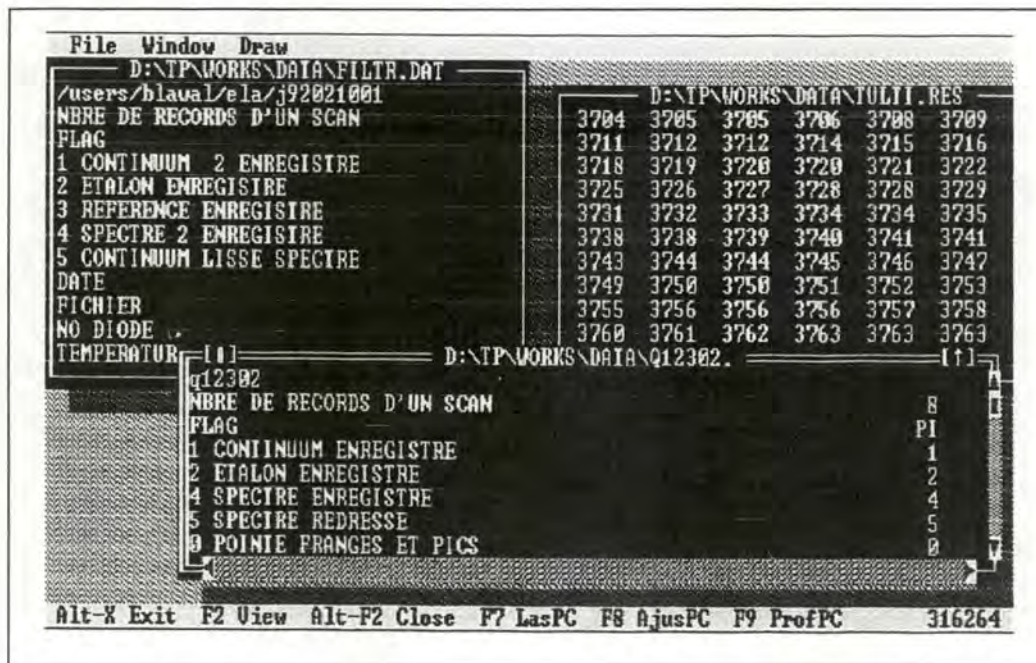 File Window Draw
D:\TP\WORKS\DATA\FILTR.DAT
/users/blaval/ela/j92021001
NBRE DE RECORDS D'UN SCAN
FLAG
1 CONTINUUM 2 ENREGISTRE
2 ETALON ENREGISTRE
3 REFERENCE ENREGISTRE
4 SPECTRE 2 ENREGISTRE
5 CONTINUUM LISSE SPECTRE
DATE
FICHIER
NO DIODE
TEMPERATUR
D:\TP\WORKS\DATA\TULTI.RES
3704 3705 3705 3706 3708 3709
3711 3712 3712 3714 3715 3716
3718 3719 3720 3720 3721 3722
3725 3726 3727 3728 3728 3729
3731 3732 3733 3734 3734 3735
3738 3738 3739 3740 3741 3741
3743 3744 3744 3745 3746 3747
3749 3750 3750 3751 3752 3753
3755 3756 3756 3756 3757 3758
3760 3761 3762 3763 3763 3763
D:\TP\WORKS\DATA\Q12302.
q12302
NBRE DE RECORDS D'UN SCAN 8
FLAG PI
1 CONTINUUM ENREGISTRE 1
2 ETALON ENREGISTRE 2
4 SPECTRE ENREGISTRE 4
5 SPECTRE REDRESSE 5
0 POINTE FRANGES ET PICS 0
Alt-X Exit F2 View Alt-F2 Close F7 LasPC F8 AjusPC F9 ProfPC 316264